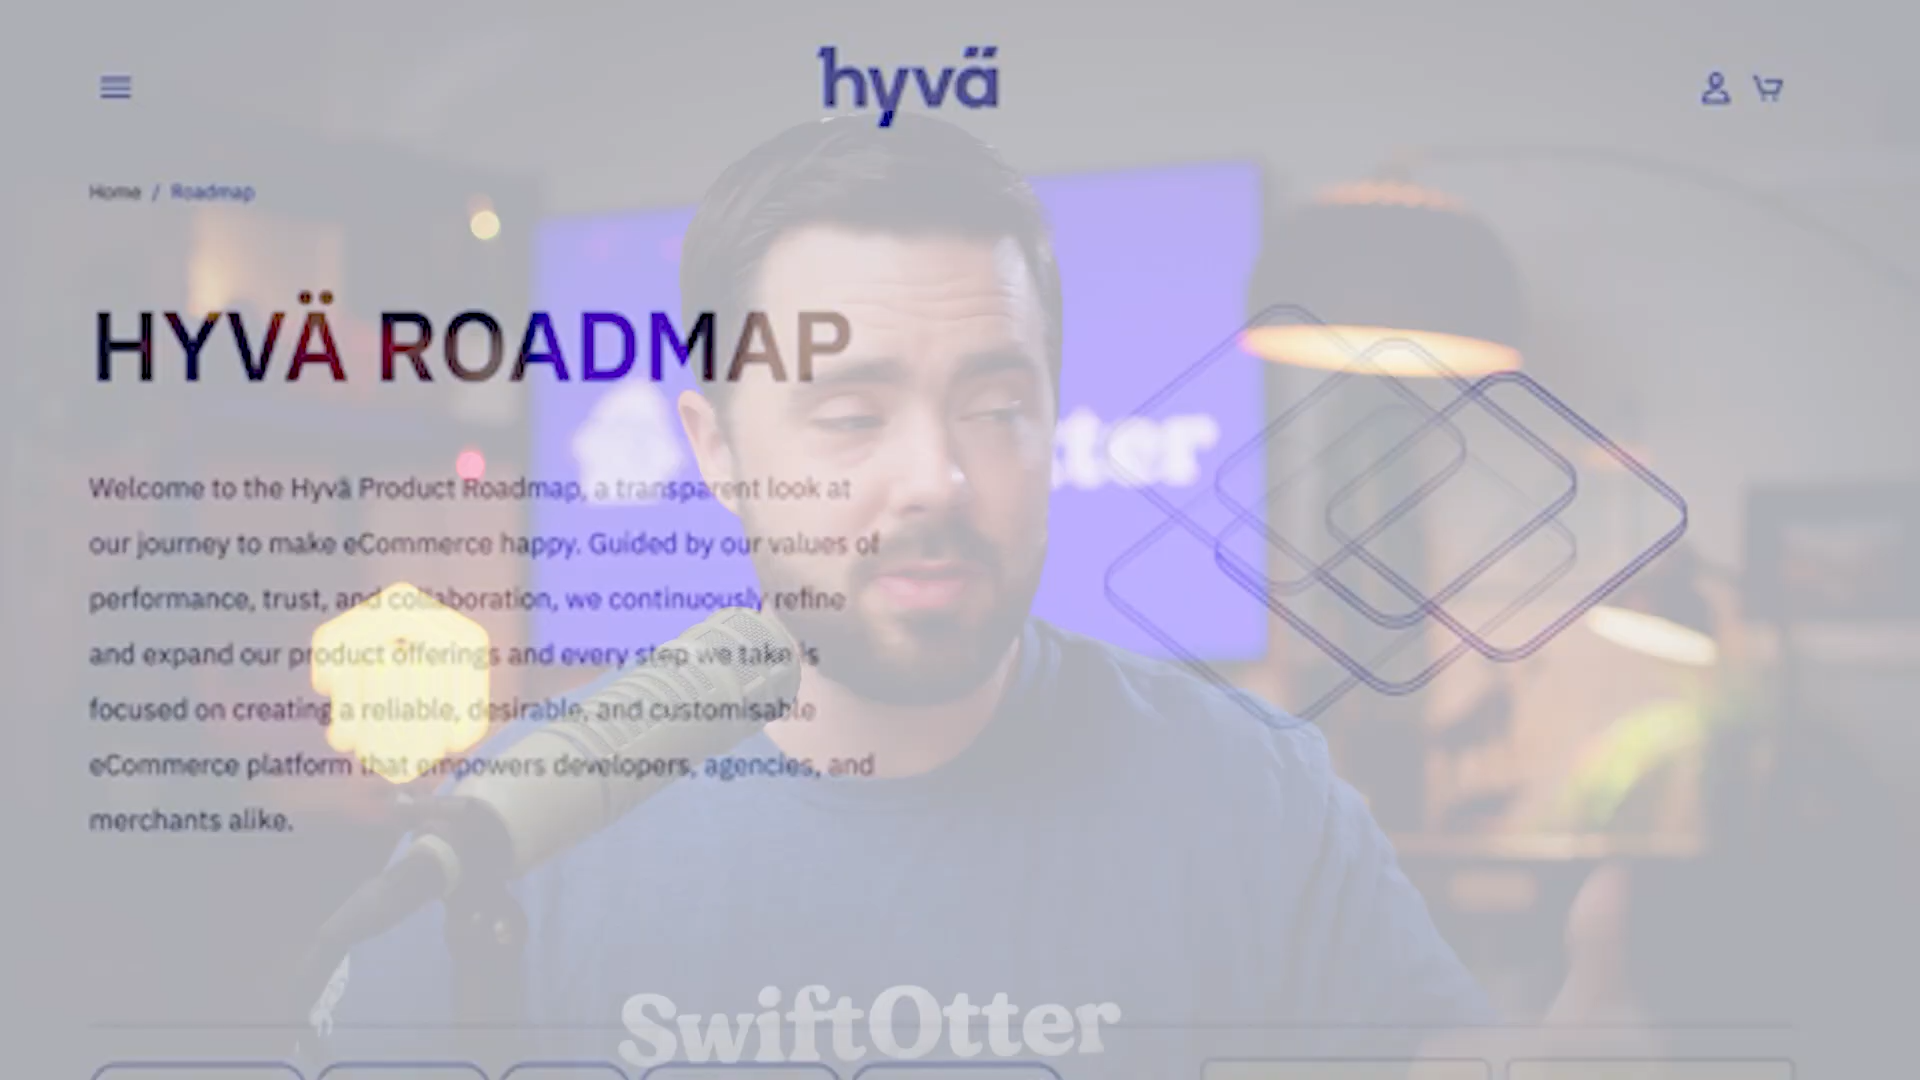 hyvä
Home / Roadmap
HYVÄ ROADMAP
tter
Welcome to the Hyvä Product Roadmap, a transparent look at
our journey to make eCommerce happy. Guided by our values of
performance, trust, and collaboration, we continuously refine
and expand our product offerings and every step we take is
focused on creating a reliable, desirable, and customisable
eCommerce platform that empowers developers, agencies, and
merchants alike.
SwiftOtter